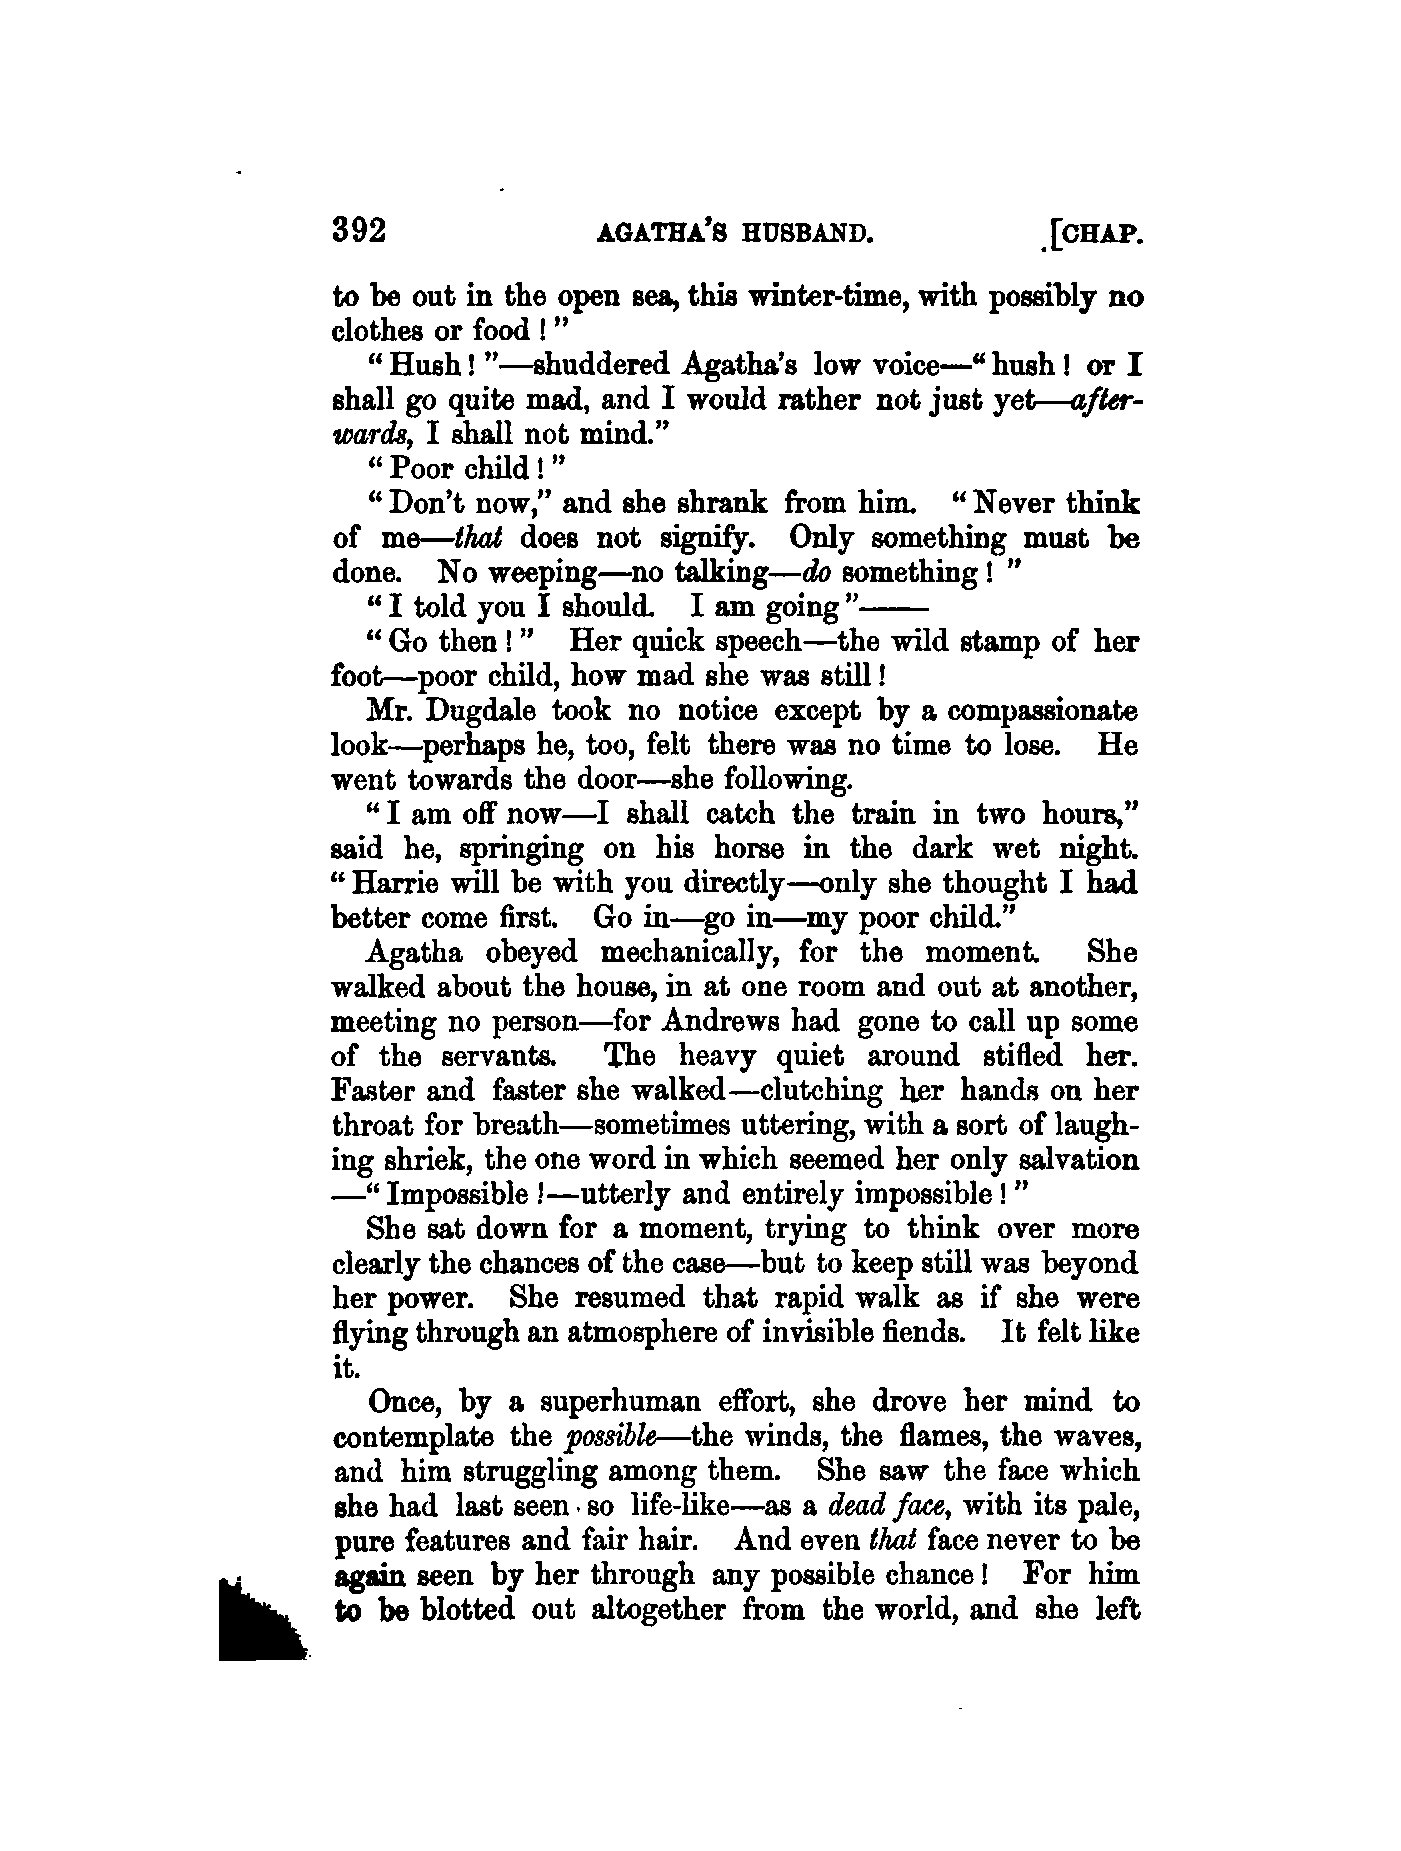 392 AGATHA'S HUSBAND. [CHAP.
to be out in the open sea, this winter-time, with possibly no
clothes or food!"
"Hush!"—shuddered Agatha's low voice—"hush! or I
shall go quite mad, and I would rather not just yet—after-
wards, I shall not mind."
"Poor child!"
"Don't now," and she shrank from him. "Never think
of me—that does not signify. Only something must be
done. No weeping—no talking—do something!"
"I told you I should. I am going"——
"Go then!" Her quick speech—the wild stamp of her
foot—poor child, how mad she was still!
Mr. Dugdale took no notice except by a compassionate
look—perhaps he, too, felt there was no time to lose. He
went towards the door—she following.
"I am off now—I shall catch the train in two hours,"
said he, springing on his horse in the dark wet night.
"Harrie will be with you directly—only she thought I had
better come first. Go in—go in—my poor child."
Agatha obeyed mechanically, for the moment. She
walked about the house, in at one room and out at another,
meeting no person—for Andrews had gone to call up some
of the servants. The heavy quiet around stifled her.
Faster and faster she walked—clutching her hands on her
throat for breath—sometimes uttering, with a sort of laugh-
ing shriek, the one word in which seemed her only salvation
—"Impossible!—utterly and entirely impossible!"
She sat down for a moment, trying to think over more
clearly the chances of the case—but to keep still was beyond
her power. She resumed that rapid walk as if she were
flying through an atmosphere of invisible fiends. It felt like
it.
Once, by a superhuman effort, she drove her mind to
contemplate the possible—the winds, the flames, the waves,
and him struggling among them. She saw the face which
she had last seen so life-like—as a dead face, with its pale,
pure features and fair hair. And even that face never to be
again seen by her through any possible chance! For him
to be blotted out altogether from the world, and she left